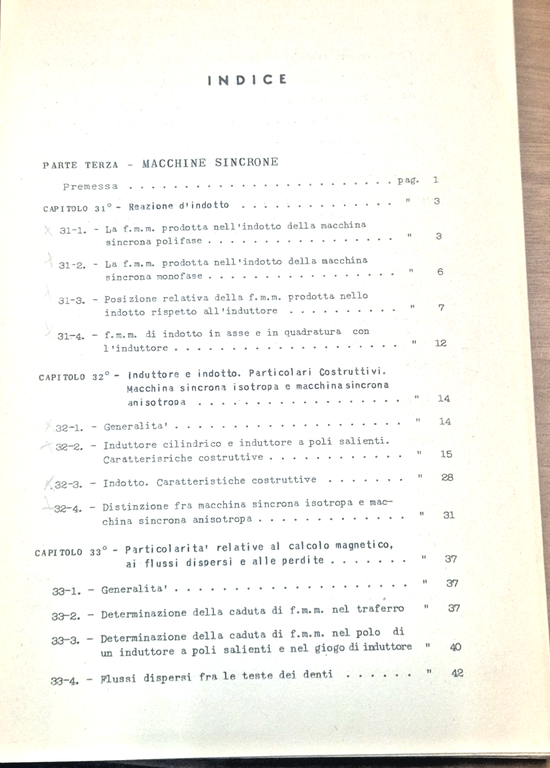 INDICE
PARTE TERZA - MACCHINE SINCRONE
Premessa . . . . . . . . . . . . . . . . . . . . . . . . pag. 1
CAPITOLO 31° - Reazione d'indotto . . . . . . . . . . . . . " 3
31-1. - La f.m.m. prodotta nell'indotto della macchina
sincrona polifase . . . . . . . . . . . . . . . . . " 3
31-2. - La f.m.m. prodotta nell'indotto della macchina
sincrona monofase . . . . . . . . . . . . . . . . . " 6
31-3. - Posizione relativa della f.m.m. prodotta nello
indotto rispetto all'induttore . . . . . . . . . . " 7
31-4. - f.m.m. di indotto in asse e in quadratura con
l'induttore . . . . . . . . . . . . . . . . . . . . " 12
CAPITOLO 32° - Induttore e indotto. Particolari Costruttivi.
Macchina sincrona isotropa e macchina sincrona
anisotropa . . . . . . . . . . . . . . . . . . " 14
32-1. - Generalita' . . . . . . . . . . . . . . . . . . . . " 14
32-2. - Induttore cilindrico e induttore a poli salienti.
Caratterisriche costruttive . . . . . . . . . . . . " 15
32-3. - Indotto. Caratteristiche costruttive . . . . . . . " 28
32-4. - Distinzione fra macchina sincrona isotropa e mac-
china sincrona anisotropa . . . . . . . . . . . . . " 31
CAPITOLO 33° - Particolarita' relative al calcolo magnetico,
ai flussi dispersi e alle perdite . . . . . . . " 37
33-1. - Generalita' . . . . . . . . . . . . . . . . . . . . " 37
33-2. - Determinazione della caduta di f.m.m. nel traferro " 37
33-3. - Determinazione della caduta di f.m.m. nel polo di
un induttore a poli salienti e nel giogo di induttore " 40
33-4. - Flussi dispersi fra le teste dei denti . . . . . . " 42